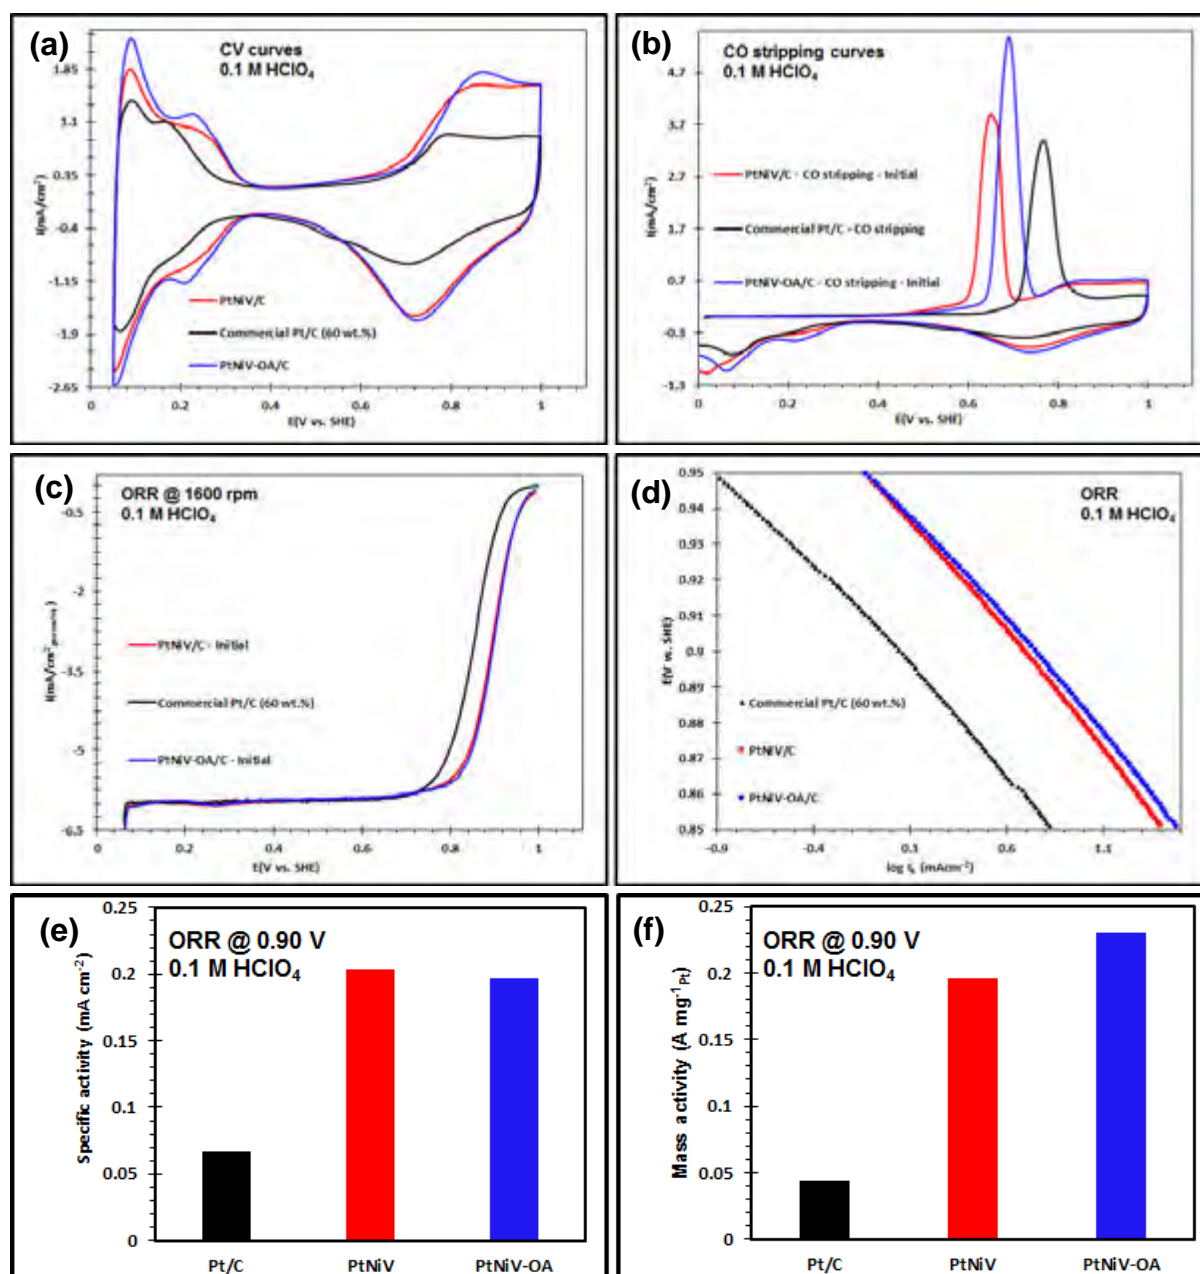 (a)
CV curves
0.1 M HClO₄
1.85
1.1
0.35
-0.4
-1.15
-1.9
-2.65
I(mA/cm²)
PtNiV/C
Commercial Pt/C (60 wt.%)
PtNiV-OA/C
0 0.2 0.4 0.6 0.8 1
E(V vs. SHE)
(b)
CO stripping curves
0.1 M HClO₄
4.7
3.7
2.7
1.7
0.7
-0.3
-1.3
I(mA/cm²)
PtNiV/C - CO stripping - Initial
Commercial Pt/C - CO stripping
PtNiV-OA/C - CO stripping - Initial
0 0.2 0.4 0.6 0.8 1
E(V vs. SHE)
(c)
ORR @ 1600 rpm
0.1 M HClO₄
-0.5
-2
-3.5
-5
-6.5
PtNiV/C - Initial
Commercial Pt/C (60 wt.%)
PtNiV-OA/C - Initial
0 0.2 0.4 0.6 0.8 1
E(V vs. SHE)
(d)
ORR
0.1 M HClO₄
0.95
0.94
0.93
0.92
0.91
0.9
0.89
0.88
0.87
0.86
0.85
E(V vs. SHE)
Commercial Pt/C (60 wt.%)
PtNiV/C
PtNiV-OA/C
-0.9 -0.4 0.1 0.6 1.1
log Iₖ (mAcm⁻²)
(e)
ORR @ 0.90 V
0.1 M HClO₄
0.25
0.2
0.15
0.1
0.05
0
Specific activity (mA cm⁻²)
Pt/C PtNiV PtNiV-OA
(f)
ORR @ 0.90 V
0.1 M HClO₄
0.25
0.2
0.15
0.1
0.05
0
Mass activity (A mg⁻¹Pt)
Pt/C PtNiV PtNiV-OA